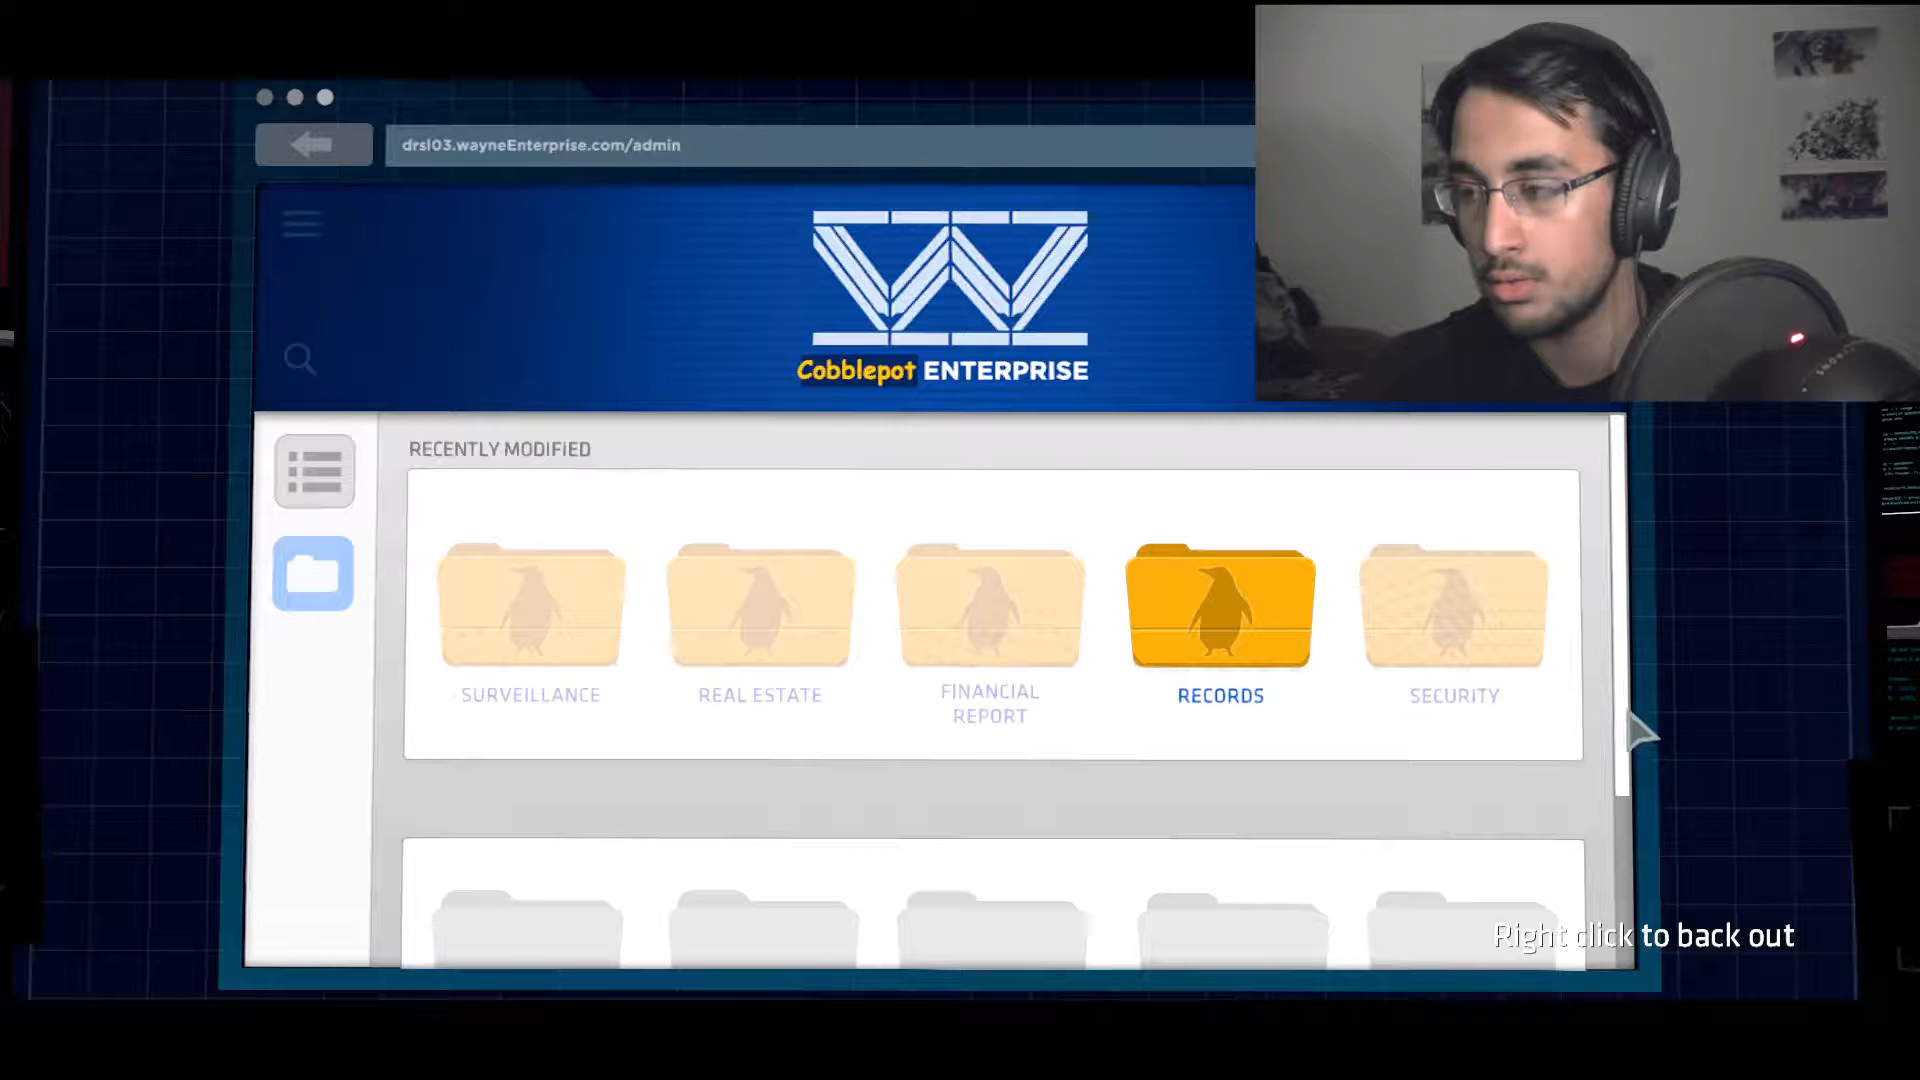 drsl03.wayneEnterprise.com/admin
Cobblepot ENTERPRISE
RECENTLY MODIFIED
SURVEILLANCE
REAL ESTATE
FINANCIAL
REPORT
RECORDS
SECURITY
Right click to back out